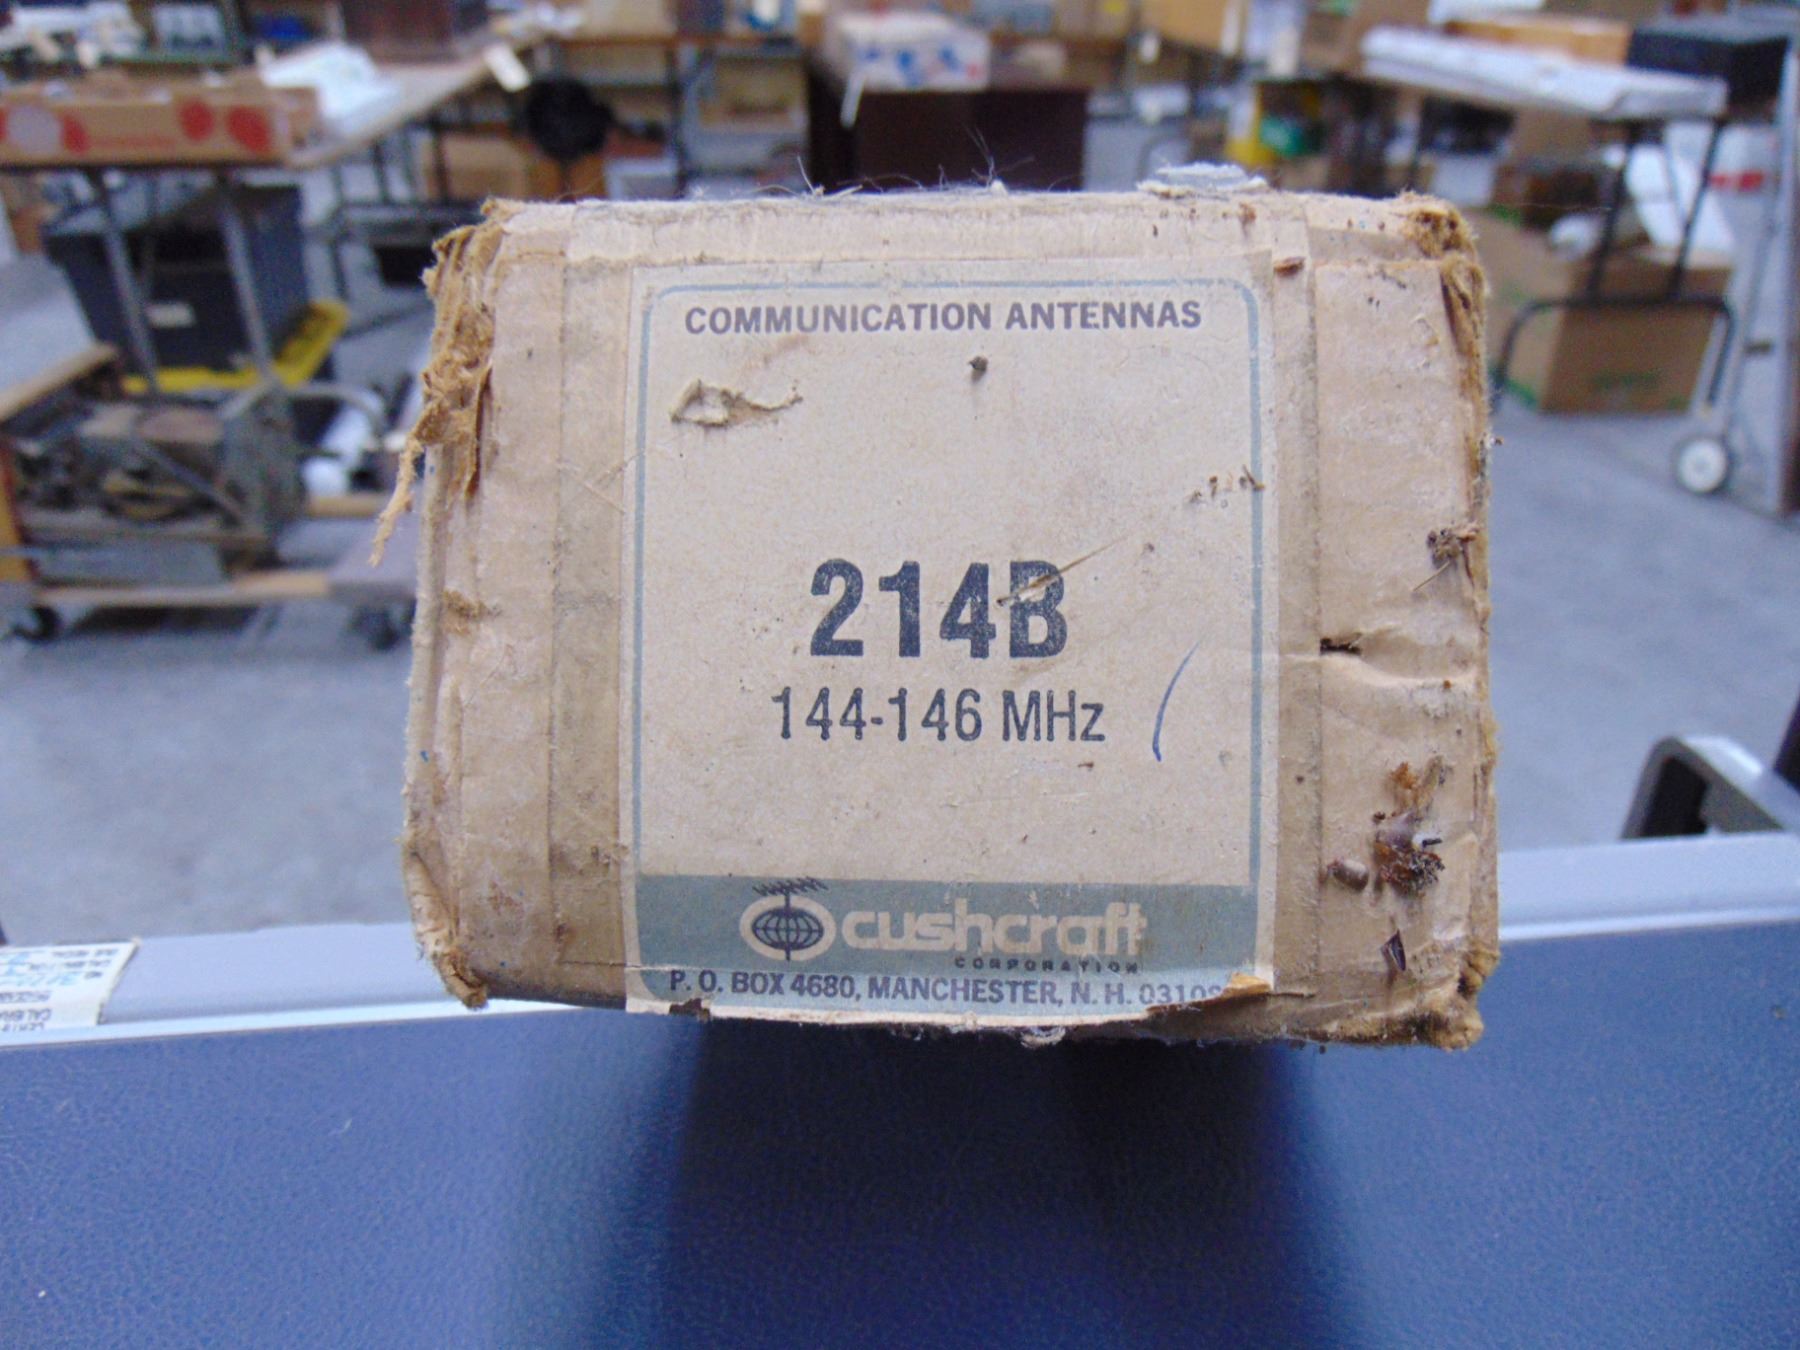 COMMUNICATION ANTENNAS
214B
144-146 MHz
cushcraft
CORPORATION
P. O. BOX 4680, MANCHESTER, N. H.